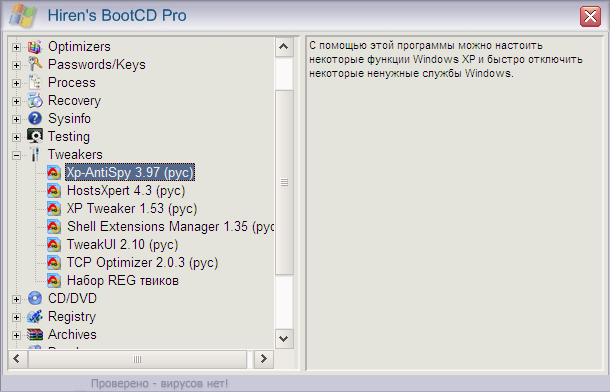 Hiren's BootCD Pro
Optimizers
Passwords/Keys
Process
Recovery
Sysinfo
Testing
Tweakers
Xp-AntiSpy 3.97 (рус)
HostsXpert 4.3 (рус)
XP Tweaker 1.53 (рус)
Shell Extensions Manager 1.35 (рус
TweakUI 2.10 (рус)
TCP Optimizer 2.0.3 (рус)
Набор REG твиков
CD/DVD
Registry
Archives
С помощью этой программы можно настоить
некоторые функции Windows XP и быстро отключить
некоторые ненужные службы Windows.
Проверено - вирусов нет!